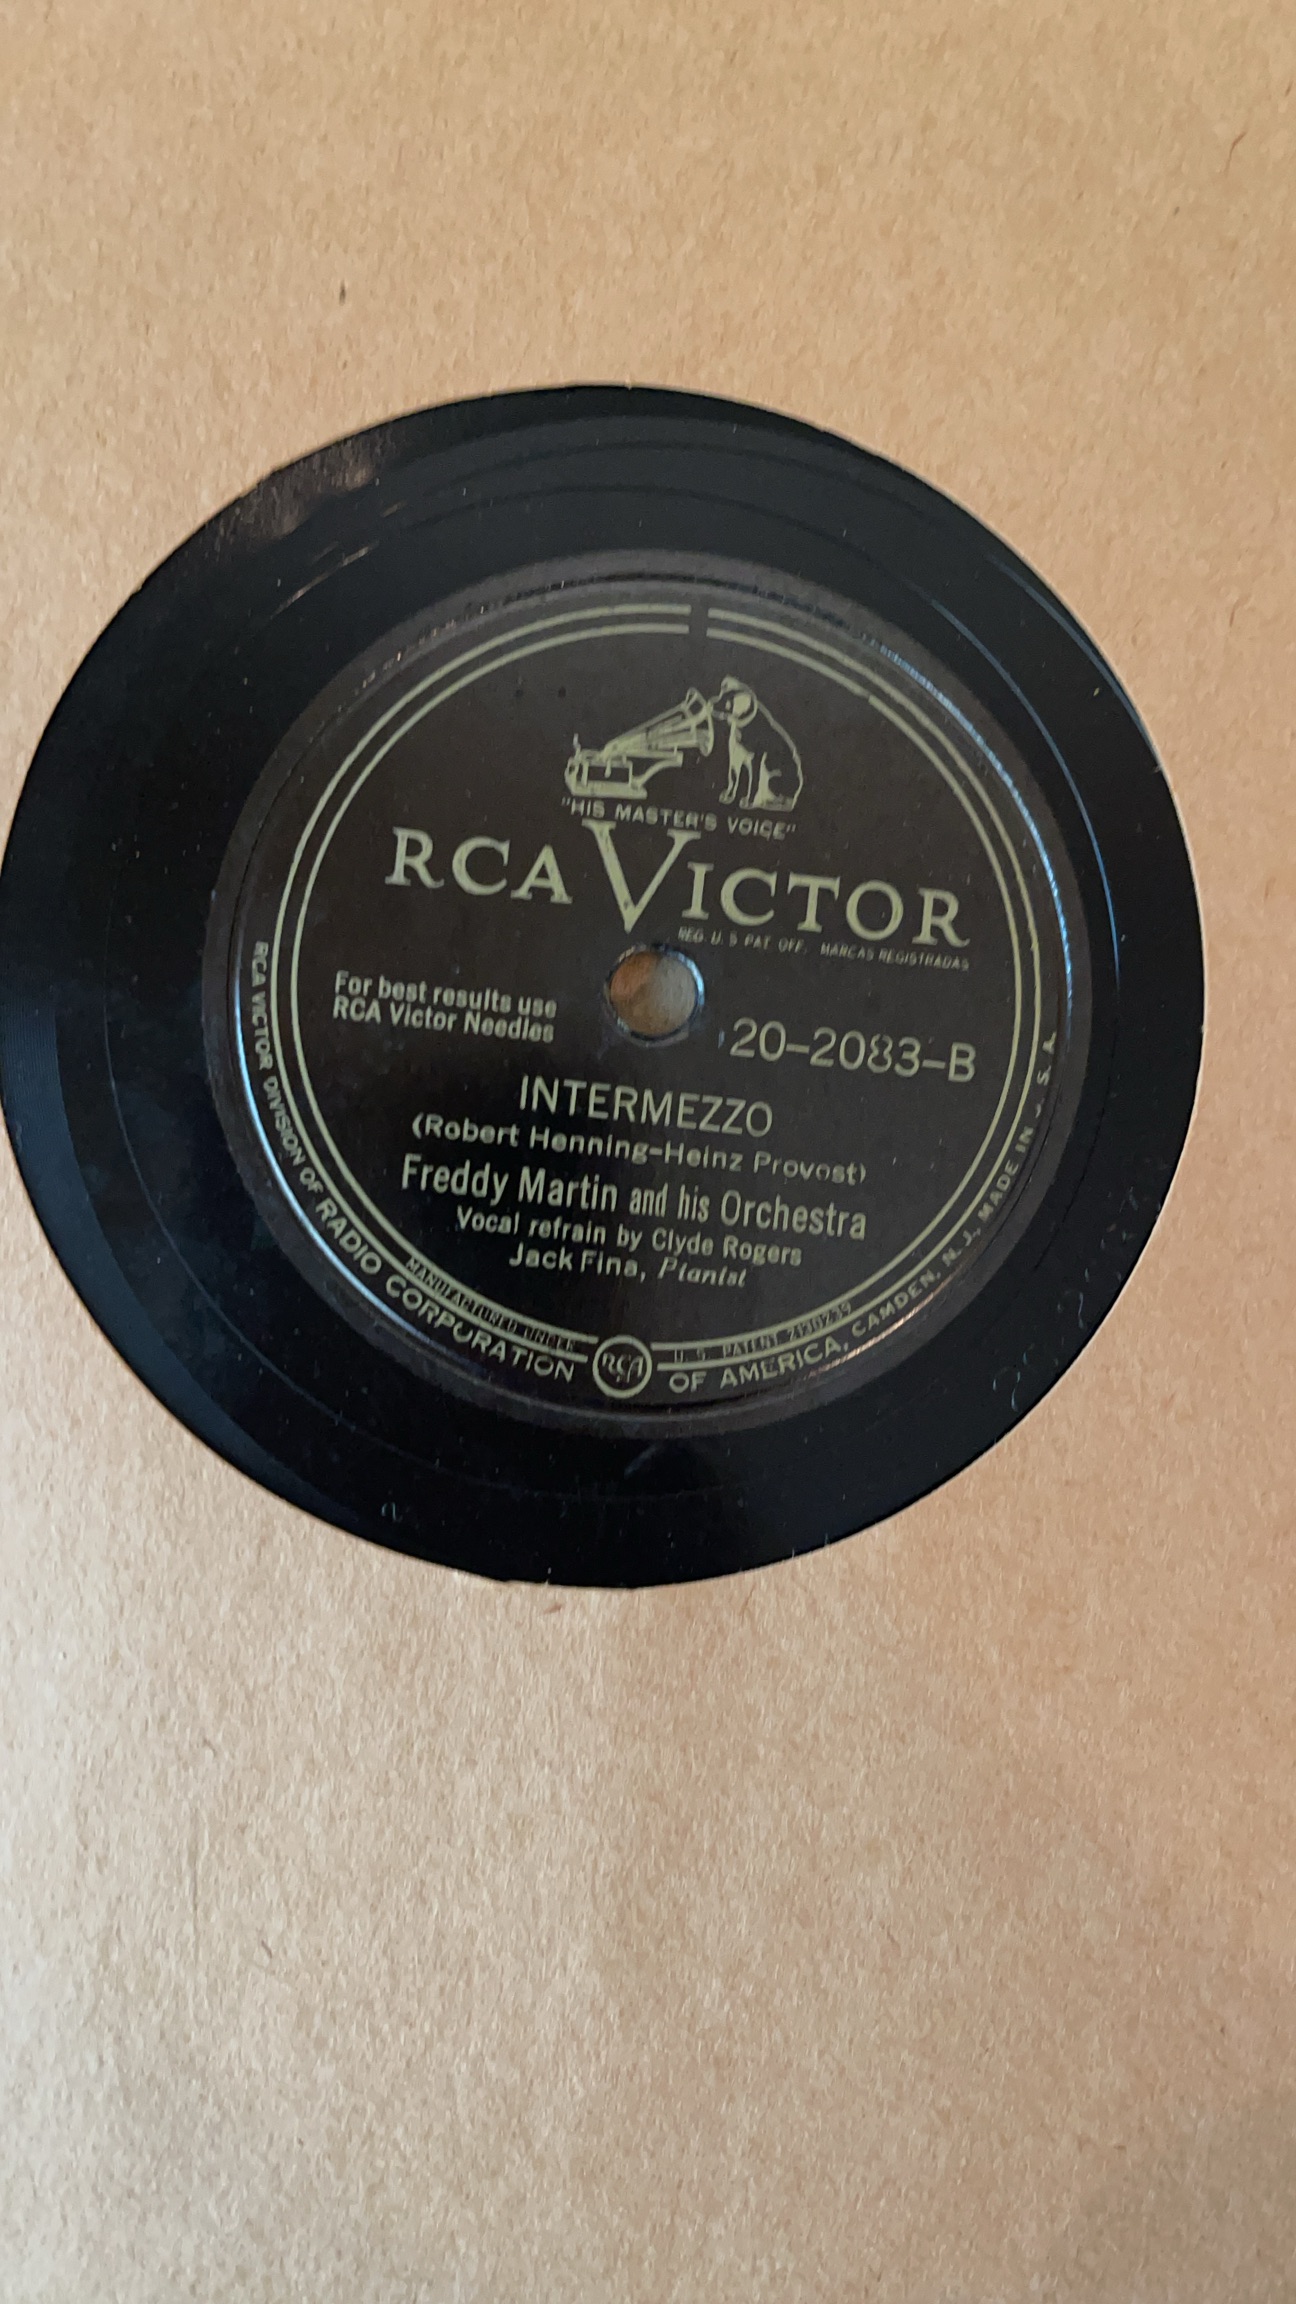 "HIS MASTER'S VOICE"
RCA VICTOR
REG. U. S. PAT. OFF. MARCAS REGISTRADAS
For best results use
RCA Victor Needles
20-2083-B
INTERMEZZO
(Robert Henning-Heinz Provost)
Freddy Martin and his Orchestra
Vocal refrain by Clyde Rogers
Jack Fina, Pianist
MANUFACTURED UNDER RCA U. S. PATENT 2130239
RCA VICTOR DIVISION OF RADIO CORPORATION OF AMERICA, CAMDEN, N. J., MADE IN U. S. A.